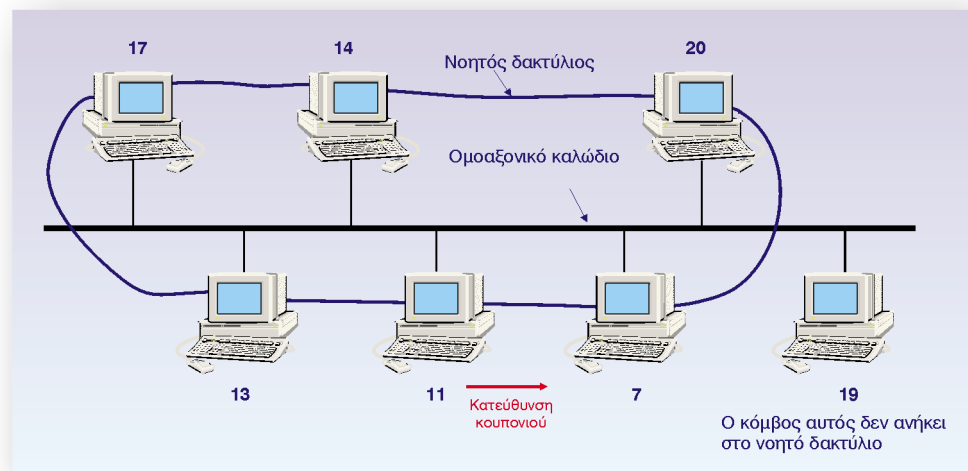 17
14
20
Νοητός δακτύλιος
Ομοαξονικό καλώδιο
13
11
7
19
Κατεύθυνση
κουπονιού
Ο κόμβος αυτός δεν ανήκει
στο νοητό δακτύλιο